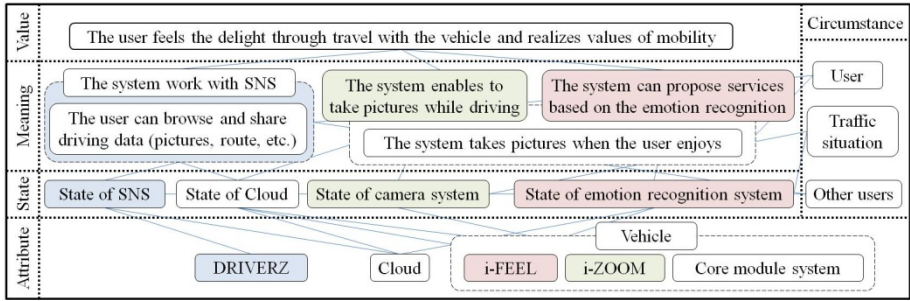 Value
The user feels the delight through travel with the vehicle and realizes values of mobility
Circumstance
Meaning
The system work with SNS
The user can browse and share
driving data (pictures, route, etc.)
The system enables to
take pictures while driving
The system can propose services
based on the emotion recognition
The system takes pictures when the user enjoys
User
Traffic
situation
State
State of SNS
State of Cloud
State of camera system
State of emotion recognition system
Other users
Attribute
Vehicle
DRIVERZ
Cloud
i-FEEL
i-ZOOM
Core module system